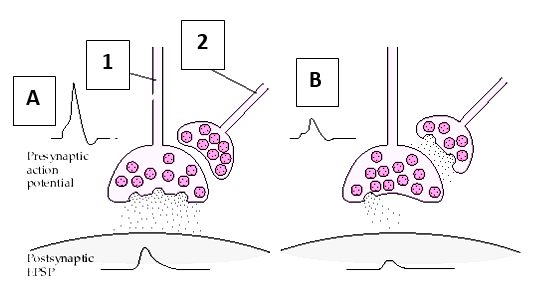 2
1
B
A
Presynaptic
action
potential
Postsynaptic
EPSP